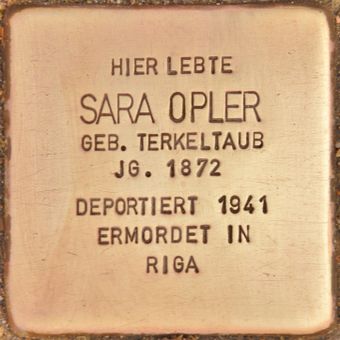 HIER LEBTE
SARA OPLER
GEB. TERKELTAUB
JG. 1872
DEPORTIERT 1941
ERMORDET IN
RIGA